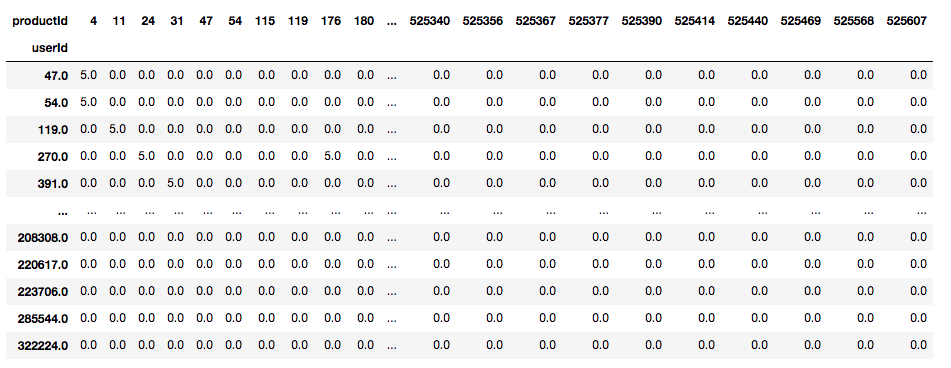 productId 4 11 24 31 47 54 115 119 176 180 ... 525340 525356 525367 525377 525390 525414 525440 525469 525568 525607
userId
47.0 5.0 0.0 0.0 0.0 0.0 0.0 0.0 0.0 0.0 0.0 ... 0.0 0.0 0.0 0.0 0.0 0.0 0.0 0.0 0.0 0.0
54.0 5.0 0.0 0.0 0.0 0.0 0.0 0.0 0.0 0.0 0.0 ... 0.0 0.0 0.0 0.0 0.0 0.0 0.0 0.0 0.0 0.0
119.0 0.0 5.0 0.0 0.0 0.0 0.0 0.0 0.0 0.0 0.0 ... 0.0 0.0 0.0 0.0 0.0 0.0 0.0 0.0 0.0 0.0
270.0 0.0 0.0 5.0 0.0 0.0 0.0 0.0 0.0 5.0 0.0 ... 0.0 0.0 0.0 0.0 0.0 0.0 0.0 0.0 0.0 0.0
391.0 0.0 0.0 0.0 5.0 0.0 0.0 0.0 0.0 0.0 0.0 ... 0.0 0.0 0.0 0.0 0.0 0.0 0.0 0.0 0.0 0.0
... ... ... ... ... ... ... ... ... ... ... ... ... ... ... ... ... ... ... ... ... ...
208308.0 0.0 0.0 0.0 0.0 0.0 0.0 0.0 0.0 0.0 0.0 ... 0.0 0.0 0.0 0.0 0.0 0.0 0.0 0.0 0.0 0.0
220617.0 0.0 0.0 0.0 0.0 0.0 0.0 0.0 0.0 0.0 0.0 ... 0.0 0.0 0.0 0.0 0.0 0.0 0.0 0.0 0.0 0.0
223706.0 0.0 0.0 0.0 0.0 0.0 0.0 0.0 0.0 0.0 0.0 ... 0.0 0.0 0.0 0.0 0.0 0.0 0.0 0.0 0.0 0.0
285544.0 0.0 0.0 0.0 0.0 0.0 0.0 0.0 0.0 0.0 0.0 ... 0.0 0.0 0.0 0.0 0.0 0.0 0.0 0.0 0.0 0.0
322224.0 0.0 0.0 0.0 0.0 0.0 0.0 0.0 0.0 0.0 0.0 ... 0.0 0.0 0.0 0.0 0.0 0.0 0.0 0.0 0.0 0.0